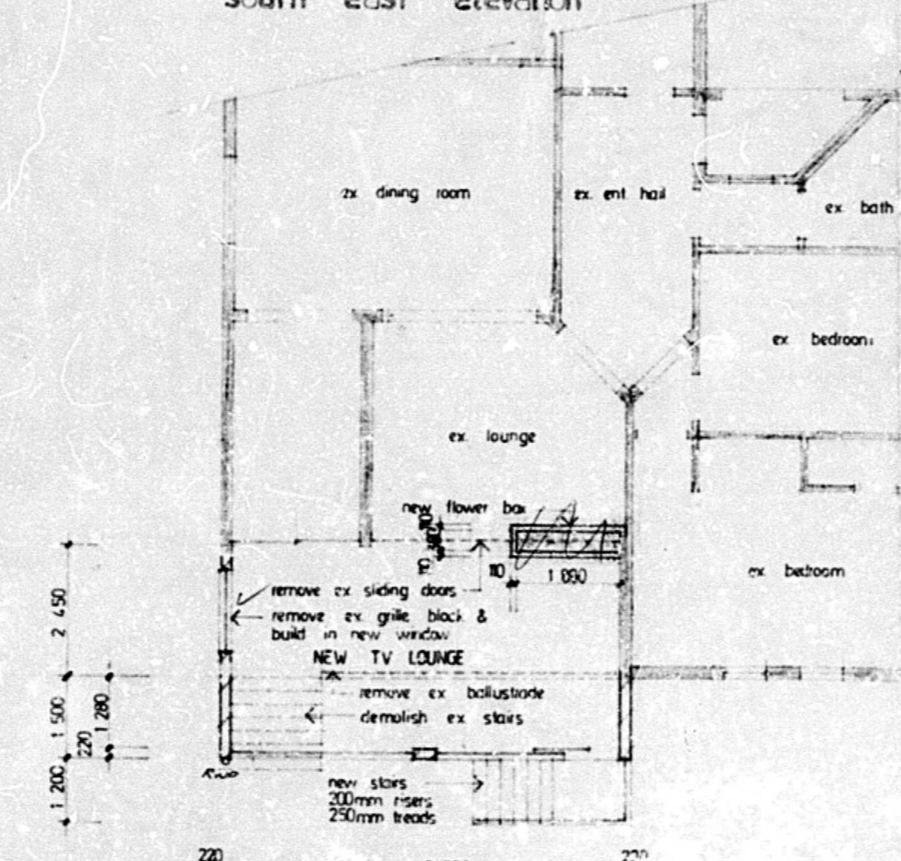 South East Elevation
ex. dining room
ex. ent hall
ex. bath
ex. bedroom
ex. lounge
new flower box
110
110
1 090
ex. bedroom
remove ex. sliding doors
remove ex. grille block &
build in new window
NEW TV LOUNGE
remove ex. ballustrade
demolish ex. stairs
2 450
1 500
1 280
220
1 200
new stairs
200mm risers
250mm treads
220
220